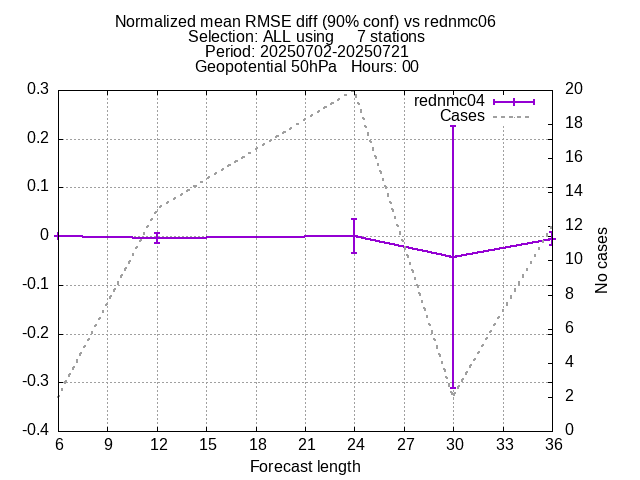 Normalized mean RMSE diff (90% conf) vs rednmc06
Selection: ALL using     7 stations
Period: 20250702-20250721
Geopotential 50hPa   Hours: 00
rednmc04
Cases
0.3
0.2
0.1
0
-0.1
-0.2
-0.3
-0.4
20
18
16
14
12
10
8
6
4
2
0
No cases
6 9 12 15 18 21 24 27 30 33 36
Forecast length